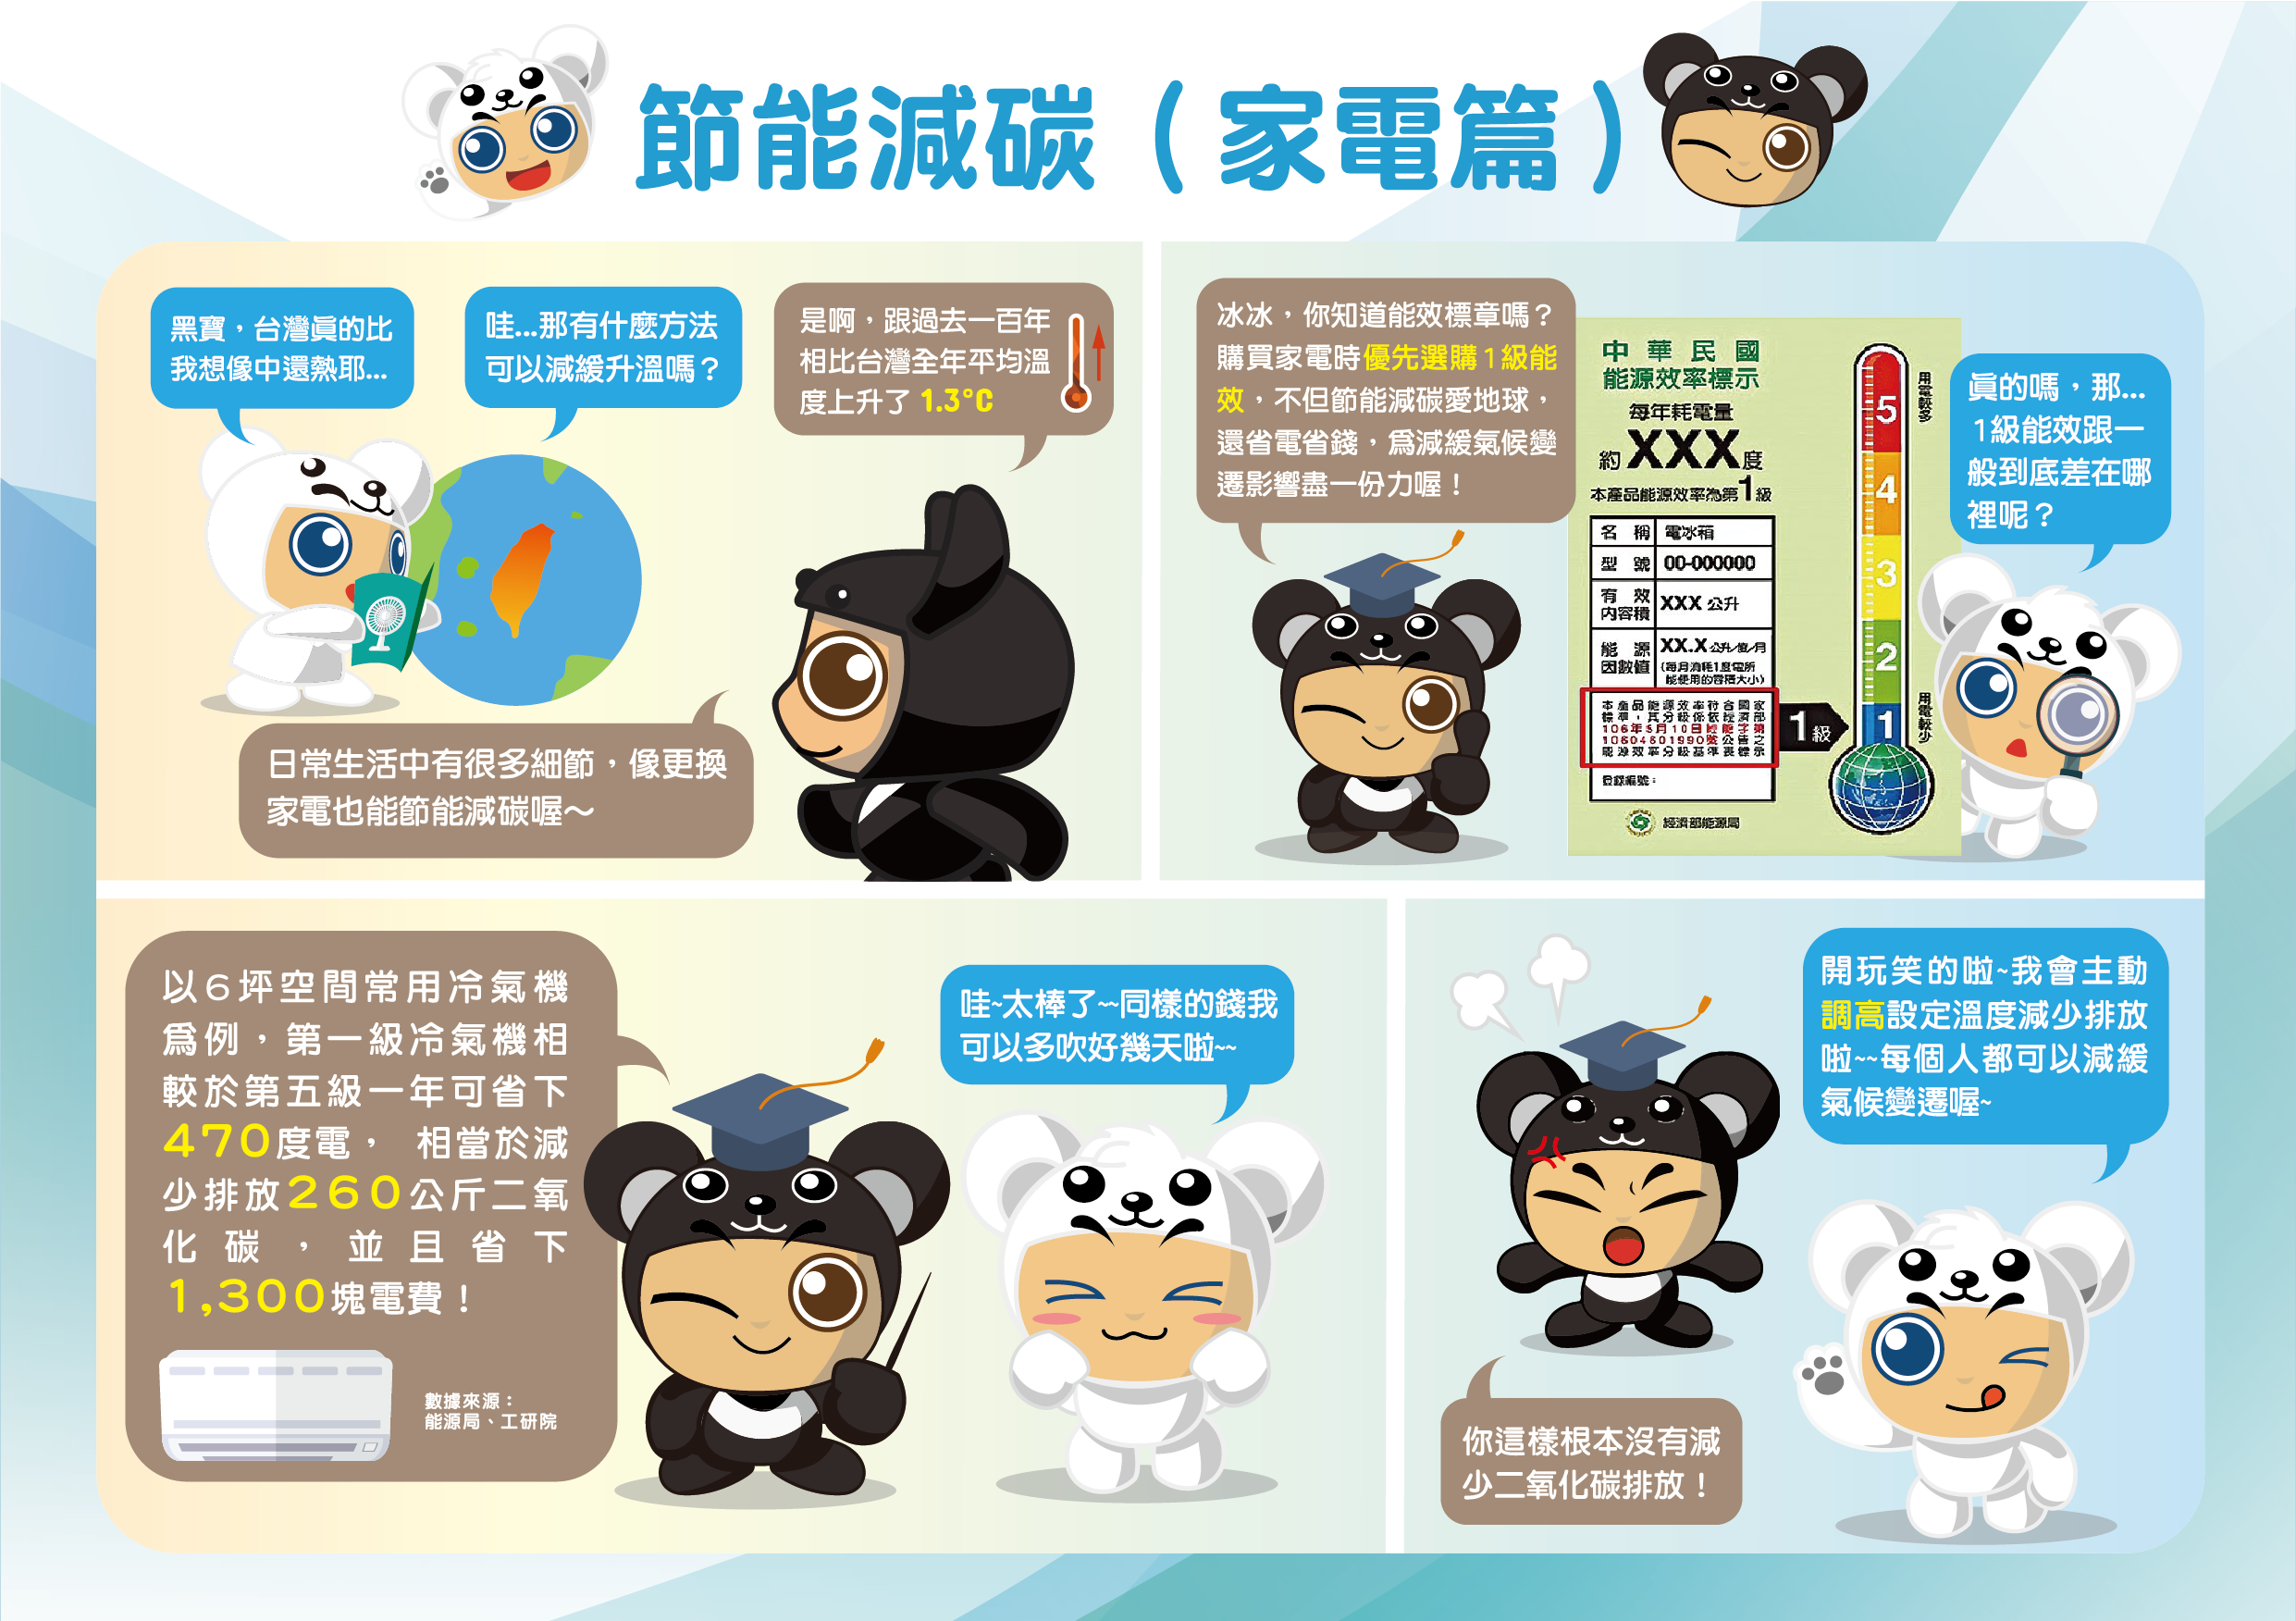 節能減碳（家電篇）
黑寶，台灣真的比
我想像中還熱耶...
哇...那有什麼方法
可以減緩升溫嗎？
是啊，跟過去一百年
相比台灣全年平均溫
度上升了 1.3°C
日常生活中有很多細節，像更換
家電也能節能減碳喔～
冰冰，你知道能效標章嗎？
購買家電時優先選購1級能
效，不但節能減碳愛地球，
還省電省錢，為減緩氣候變
遷影響盡一份力喔！
中華民國
能源效率標示
每年耗電量
約XXX度
本產品能源效率為第1級
名稱 電冰箱
型號 00-000000
有效
內容積 XXX 公升
能源
因數值 XX.X 公升/度/月
(每月消耗1度電所
能使用的容積大小)
本產品能源效率符合國家
標準，其分級係依經濟部
106年5月10日經能字第
10604601990號公告之
能源效率分級基準表標示
登錄編號：
經濟部能源局
1級
用電較多
5
4
3
2
1
用電較少
真的嗎，那...
1級能效跟一
般到底差在哪
裡呢？
以6坪空間常用冷氣機
為例，第一級冷氣機相
較於第五級一年可省下
470度電， 相當於減
少排放260公斤二氧
化碳，並且省下
1,300塊電費！
數據來源：
能源局、工研院
哇~太棒了~~同樣的錢我
可以多吹好幾天啦~~
你這樣根本沒有減
少二氧化碳排放！
開玩笑的啦~我會主動
調高設定溫度減少排放
啦~~每個人都可以減緩
氣候變遷喔~